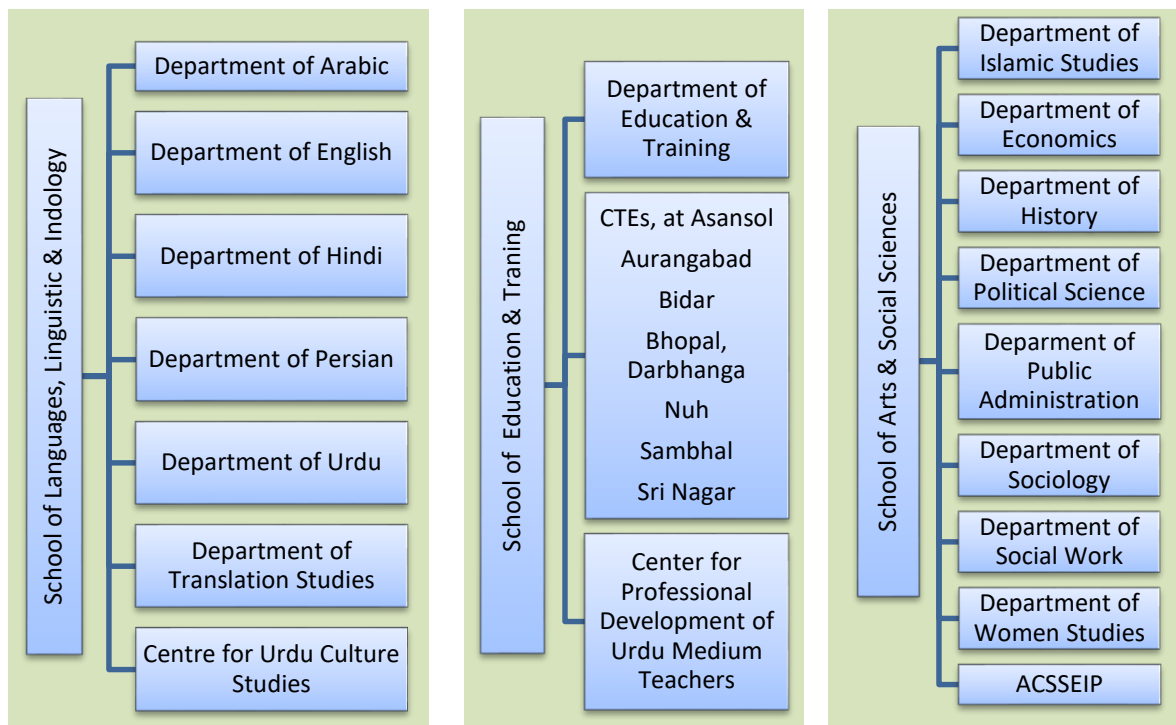 School of Languages, Linguistic & Indology
Department of Arabic
Department of English
Department of Hindi
Department of Persian
Department of Urdu
Department of
Translation Studies
Centre for Urdu Culture
Studies
School of  Education & Traning
Department of
Education &
Training
CTEs, at Asansol
Aurangabad
Bidar
Bhopal,
Darbhanga
Nuh
Sambhal
Sri Nagar
Center for
Professional
Development of
Urdu Medium
Teachers
School of Arts & Social Sciences
Department of
Islamic Studies
Department of
Economics
Department of
History
Department of
Political Science
Deparment of
Public
Administration
Department of
Sociology
Department of
Social Work
Department of
Women Studies
ACSSEIP